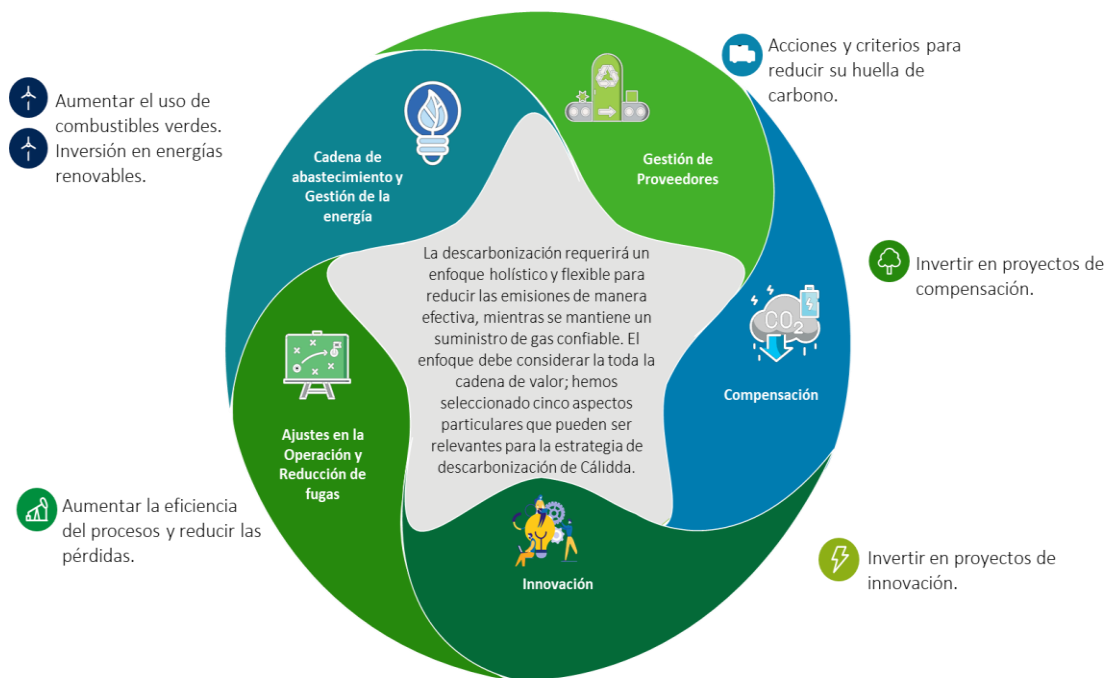 Aumentar el uso de
combustibles verdes.
Inversión en energías
renovables.
Cadena de
abastecimiento y
Gestión de la
energía
Gestión de
Proveedores
Acciones y criterios para
reducir su huella de
carbono.
La descarbonización requerirá un
enfoque holístico y flexible para
reducir las emisiones de manera
efectiva, mientras se mantiene un
suministro de gas confiable. El
enfoque debe considerar la toda la
cadena de valor; hemos
seleccionado cinco aspectos
particulares que pueden ser
relevantes para la estrategia de
descarbonización de Cálidda.
Invertir en proyectos de
compensación.
CO2
Compensación
Ajustes en la
Operación y
Reducción de
fugas
Aumentar la eficiencia
del procesos y reducir las
pérdidas.
Innovación
Invertir en proyectos de
innovación.